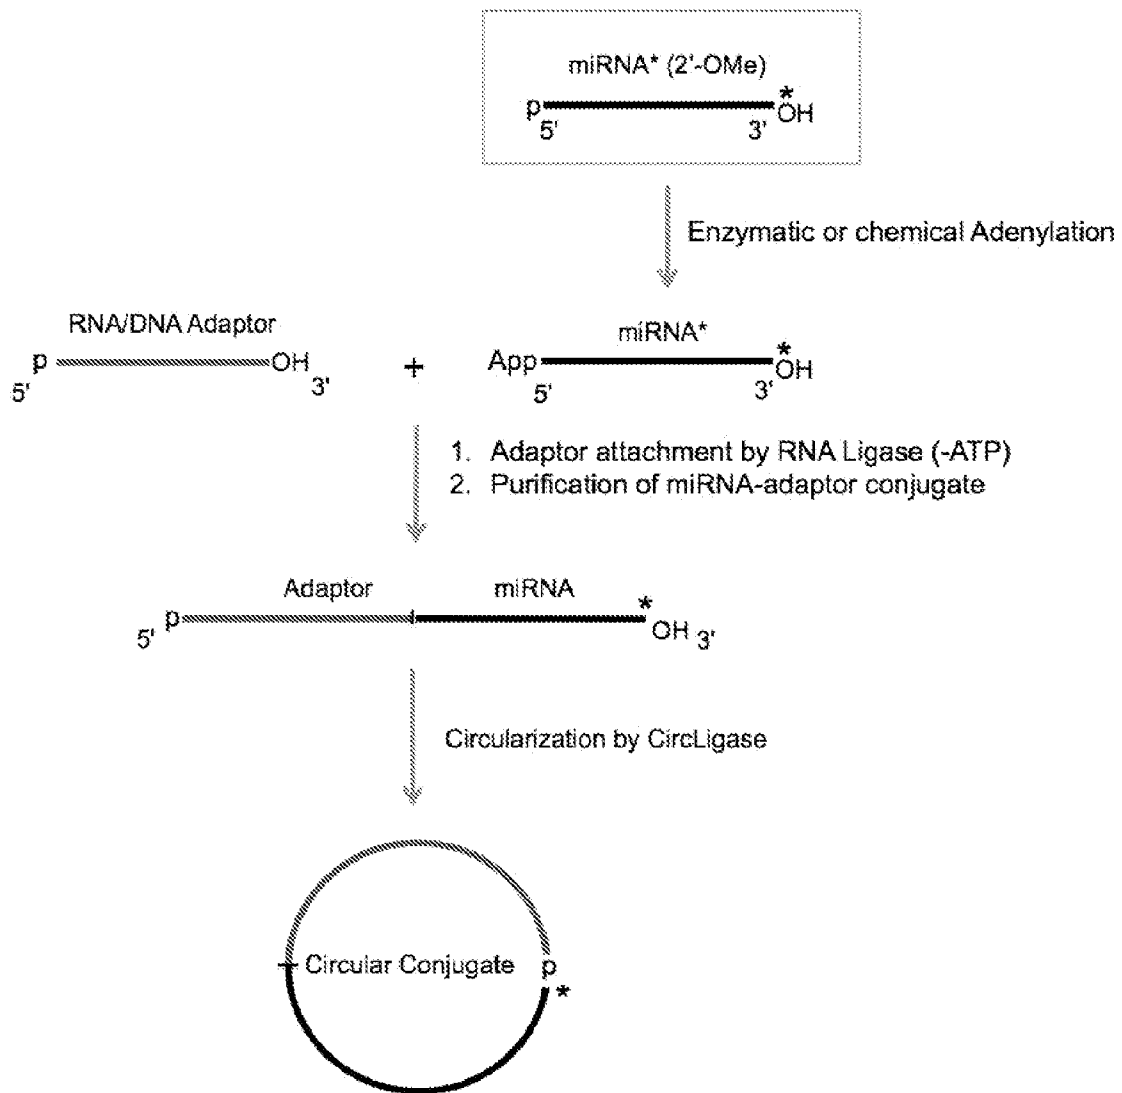 miRNA* (2'-OMe)
p * OH
5' 3'
Enzymatic or chemical Adenylation
RNA/DNA Adaptor
p OH
5' 3'
+
miRNA*
App * OH
5' 3'
1. Adaptor attachment by RNA Ligase (-ATP)
2. Purification of miRNA-adaptor conjugate
Adaptor miRNA
5' p * OH 3'
Circularization by CircLigase
Circular Conjugate p
*